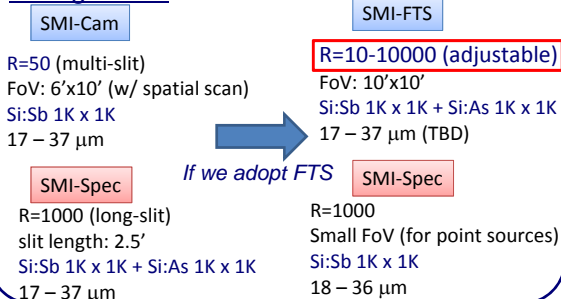 SMI-Cam
R=50 (multi-slit)
FoV: 6’x10’ (w/ spatial scan)
Si:Sb 1K x 1K
17 – 37 μm
SMI-Spec
R=1000 (long-slit)
slit length: 2.5’
Si:Sb 1K x 1K + Si:As 1K x 1K
17 – 37 μm
If we adopt FTS
SMI-FTS
R=10-10000 (adjustable)
FoV: 10’x10’
Si:Sb 1K x 1K + Si:As 1K x 1K
17 – 37 μm (TBD)
SMI-Spec
R=1000
Small FoV (for point sources)
Si:Sb 1K x 1K
18 – 36 μm